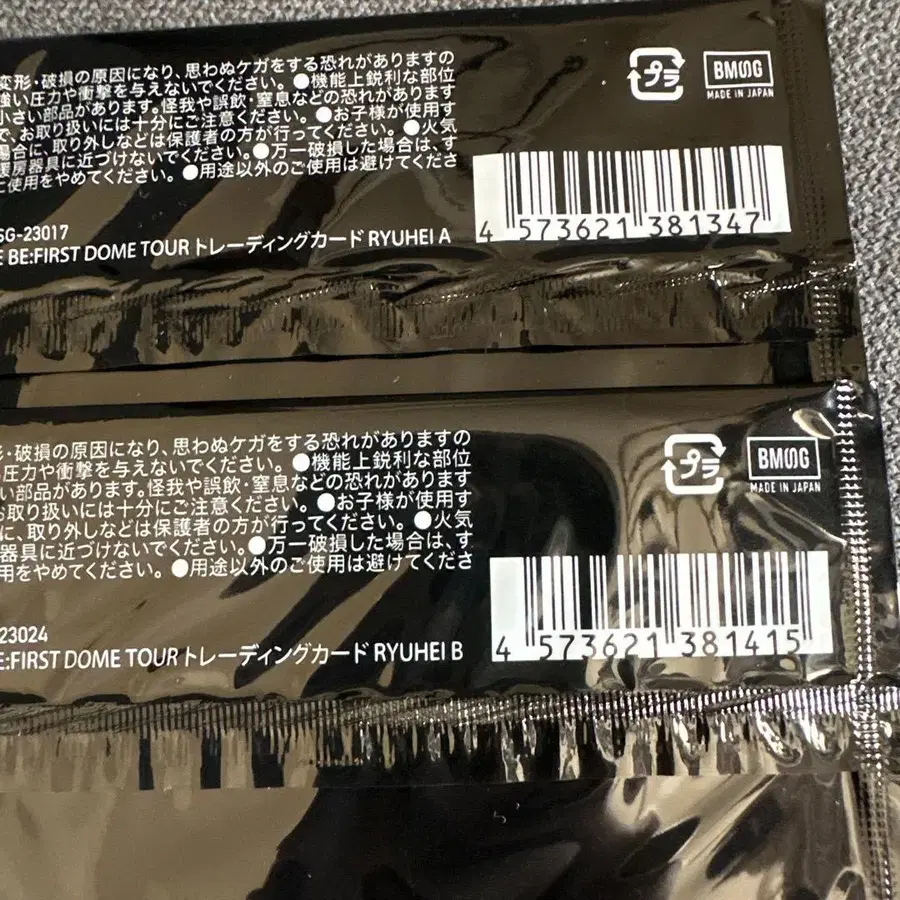 変形・破損の原因になり、思わぬケガをする恐れがありますの
強い圧力や衝撃を与えないでください。●機能上鋭利な部位
小さい部品があります。怪我や誤飲・窒息などの恐れがありま
で、お取り扱いには十分にご注意ください。●お子様が使用す
場合に、取り外しなどは保護者の方が行ってください。●火気
暖房器具に近づけないでください。●万一破損した場合は、す
に使用をやめてください。●用途以外のご使用は避けてくださ
プラ
BMSG
MADE IN JAPAN
SG-23017
E BE:FIRST DOME TOUR トレーディングカード RYUHEI A
4 573621 381347
形・破損の原因になり、思わぬケガをする恐れがありますの
圧力や衝撃を与えないでください。●機能上鋭利な部位
い部品があります。怪我や誤飲・窒息などの恐れがありま
お取り扱いには十分にご注意ください。●お子様が使用す
に、取り外しなどは保護者の方が行ってください。●火気
器具に近づけないでください。●万一破損した場合は、す
用をやめてください。●用途以外のご使用は避けてくださ
プラ
BMSG
MADE IN JAPAN
23024
E:FIRST DOME TOUR トレーディングカード RYUHEI B
4 573621 381415